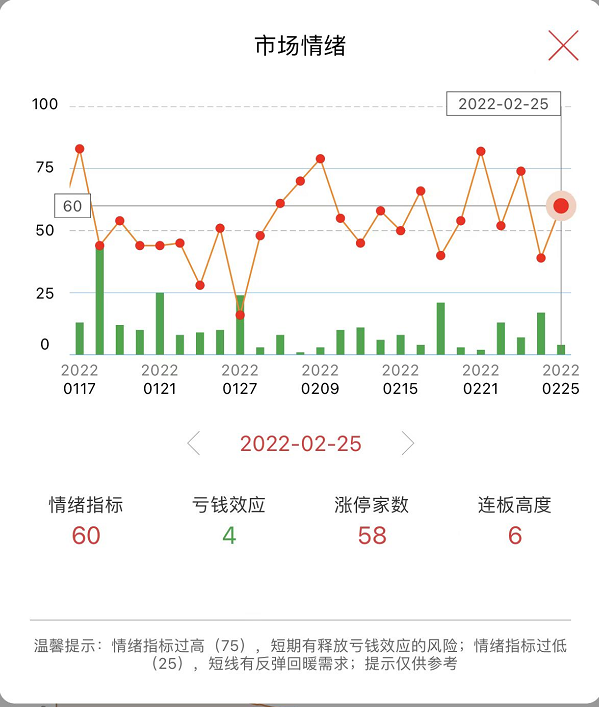 市场情绪
2022-02-25
100
75
60
50
25
0
2022 2022 2022 2022 2022 2022 2022
0117 0121 0127 0209 0215 0221 0225
2022-02-25
情绪指标 亏钱效应 涨停家数 连板高度
60 4 58 6
温馨提示：情绪指标过高（75），短期有释放亏钱效应的风险；情绪指标过低
（25），短线有反弹回暖需求；提示仅供参考